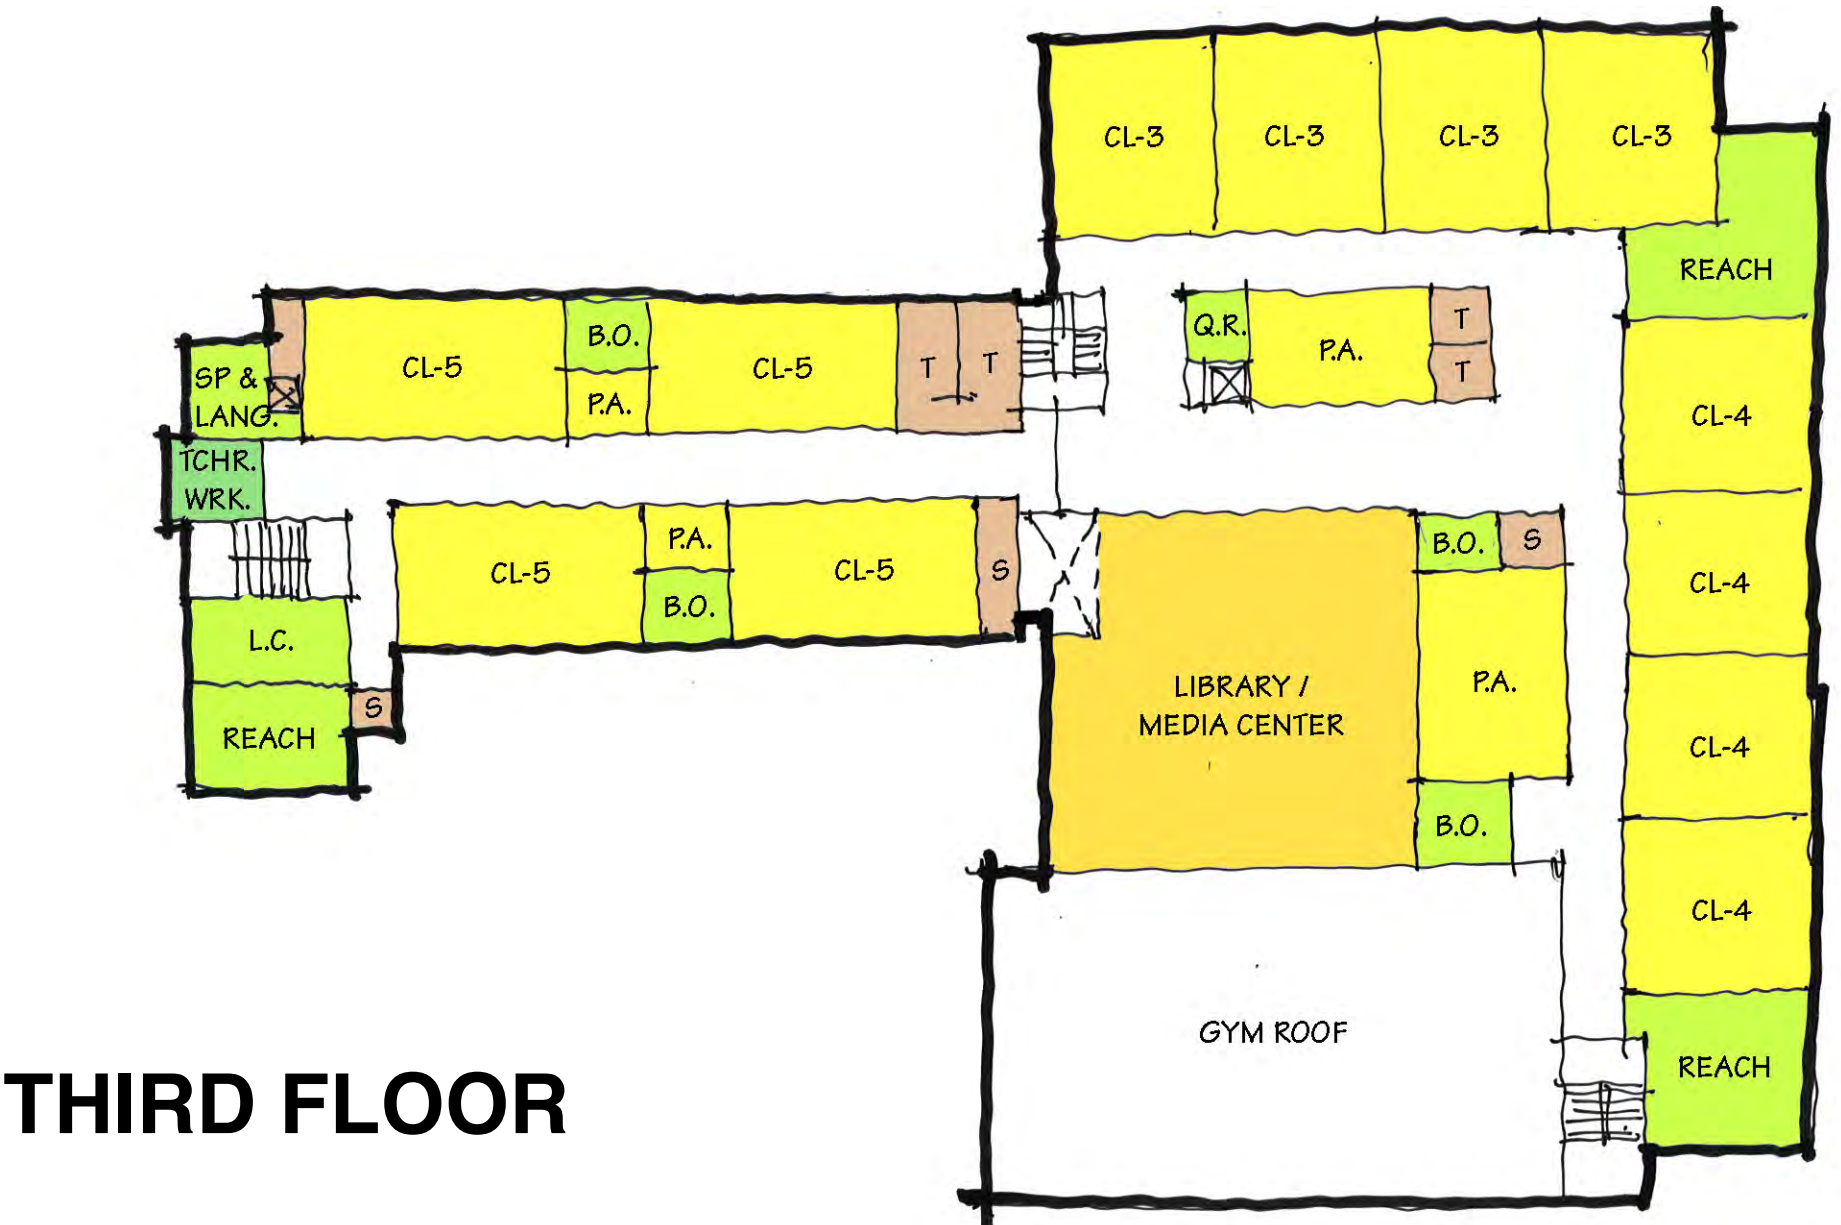 CL-3
CL-3
CL-3
CL-3
REACH
Q.R.
P.A.
T
T
SP &
LANG.
CL-5
B.O.
P.A.
CL-5
T
T
TCHR.
WRK.
CL-4
CL-5
P.A.
B.O.
CL-5
S
B.O.
S
CL-4
L.C.
REACH
S
LIBRARY /
MEDIA CENTER
P.A.
CL-4
B.O.
CL-4
GYM ROOF
REACH
THIRD FLOOR